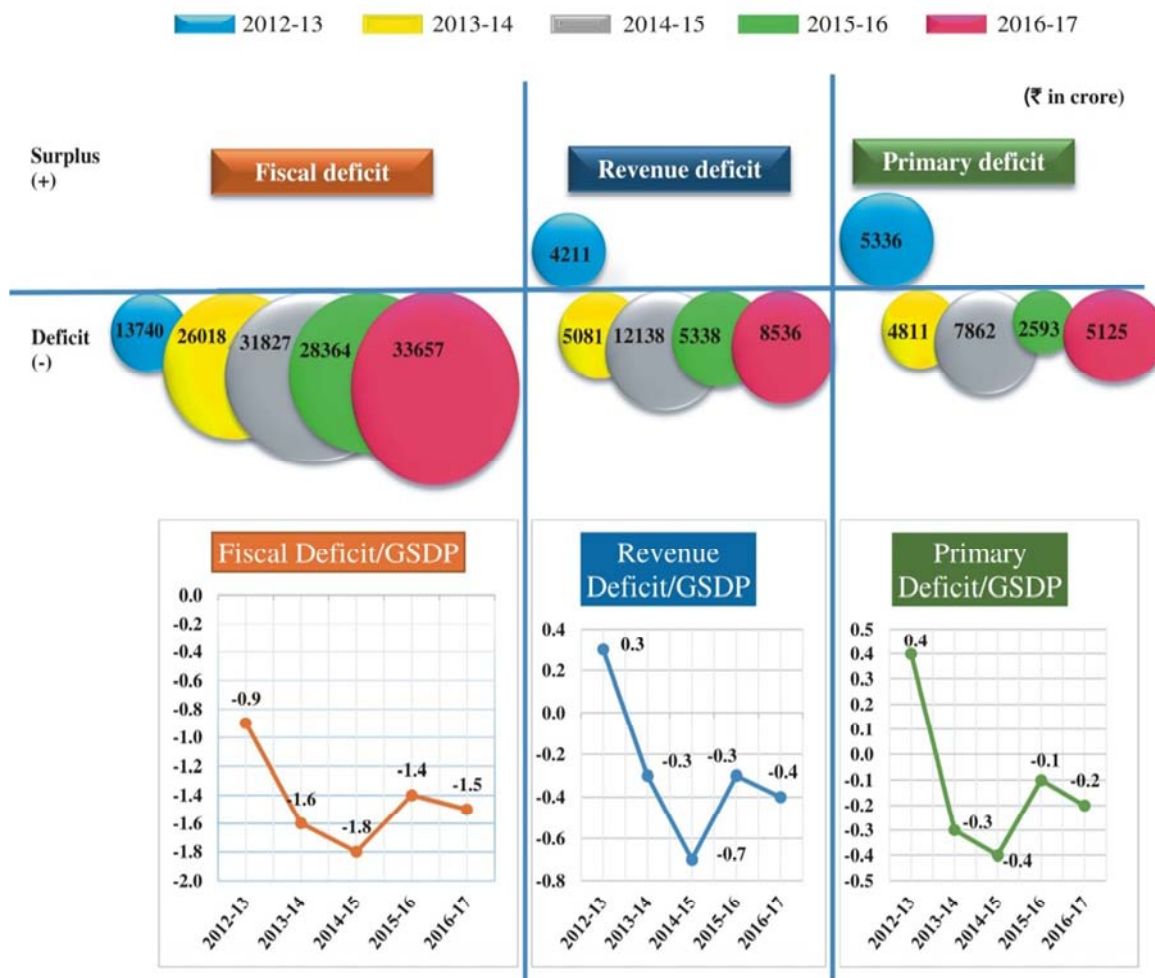 2012-13 2013-14 2014-15 2015-16 2016-17
(₹ in crore)
Surplus
(+)
Fiscal deficit
Revenue deficit
Primary deficit
4211
5336
Deficit
(-)
13740 26018 31827 28364 33657
5081 12138 5338 8536
4811 7862 2593 5125
Fiscal Deficit/GSDP
0.0
-0.2
-0.4
-0.6
-0.8
-1.0
-1.2
-1.4
-1.6
-1.8
-2.0
-0.9
-1.6
-1.8
-1.4
-1.5
2012-13 2013-14 2014-15 2015-16 2016-17
Revenue
Deficit/GSDP
0.4
0.2
0.0
-0.2
-0.4
-0.6
-0.8
0.3
-0.3
-0.7
-0.3
-0.4
2012-13 2013-14 2014-15 2015-16 2016-17
Primary
Deficit/GSDP
0.5
0.4
0.3
0.2
0.1
0.0
-0.1
-0.2
-0.3
-0.4
-0.5
0.4
-0.3
-0.4
-0.1
-0.2
2012-13 2013-14 2014-15 2015-16 2016-17